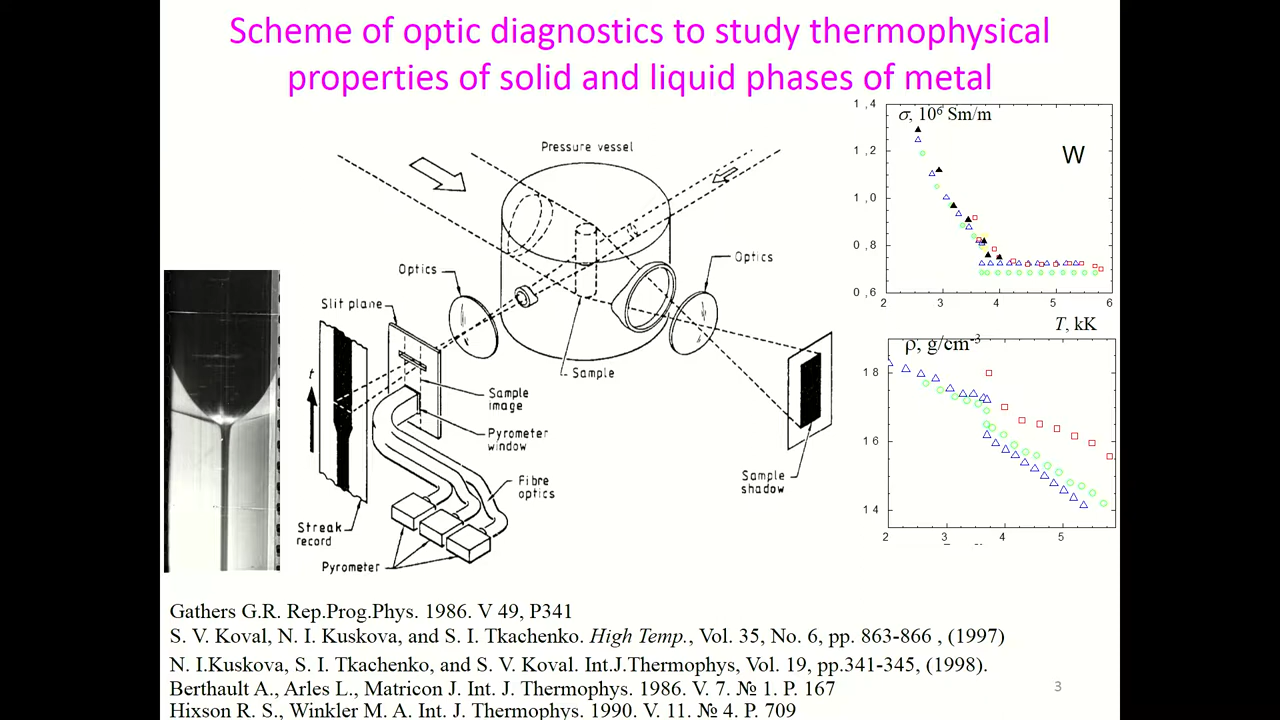 Scheme of optic diagnostics to study thermophysical
properties of solid and liquid phases of metal
Pressure vessel
Optics
Optics
Slit plane
Sample
t
Sample
image
Pyrometer
window
Fibre
optics
Streak
record
Pyrometer
Sample
shadow
σ, 10⁶ Sm/m
W
1,4
1,2
1,0
0,8
0,6
2 3 4 5 6
T, kK
ρ, g/cm⁻³
18
16
14
2 3 4 5
Gathers G.R. Rep.Prog.Phys. 1986. V 49, P341
S. V. Koval, N. I. Kuskova, and S. I. Tkachenko. High Temp., Vol. 35, No. 6, pp. 863-866 , (1997)
N. I.Kuskova, S. I. Tkachenko, and S. V. Koval. Int.J.Thermophys, Vol. 19, pp.341-345, (1998).
Berthault A., Arles L., Matricon J. Int. J. Thermophys. 1986. V. 7. № 1. P. 167
Hixson R. S., Winkler M. A. Int. J. Thermophys. 1990. V. 11. № 4. P. 709
3